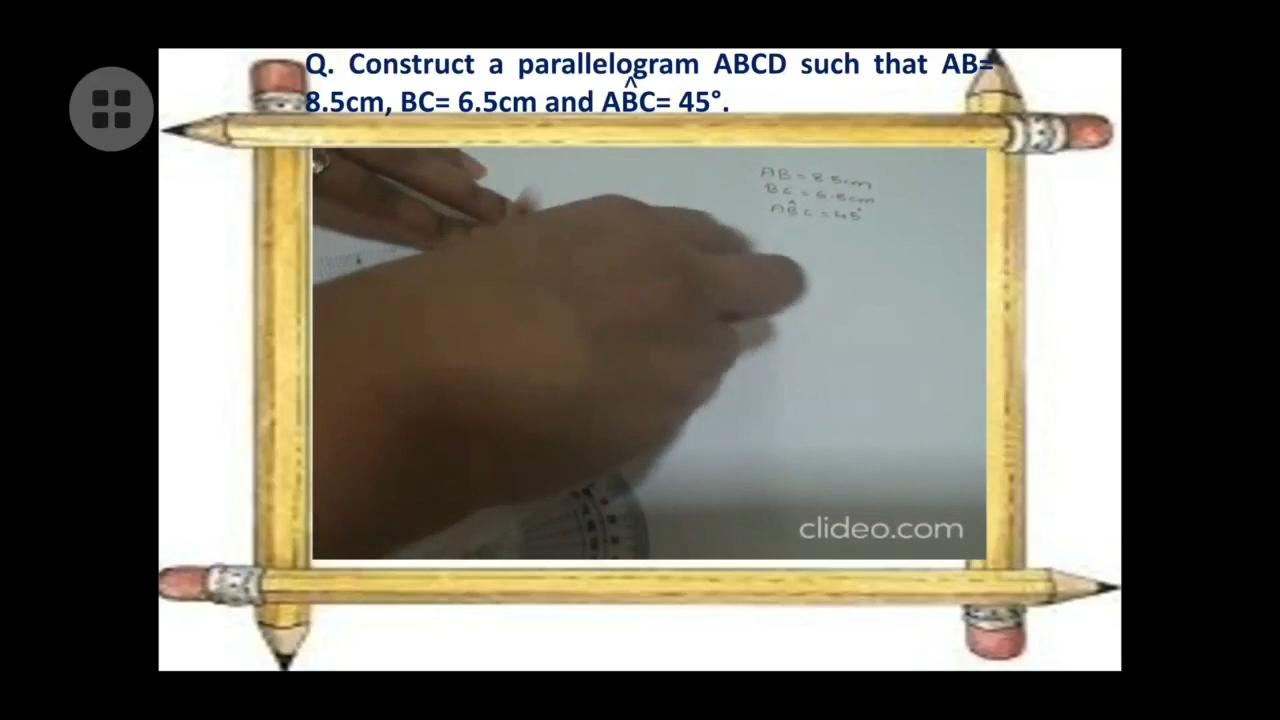 Q. Construct a parallelogram ABCD such that AB=
8.5cm, BC= 6.5cm and AB̂C= 45°.
AB = 8.5cm
BC = 6.5cm
AB̂C = 45°
clideo.com